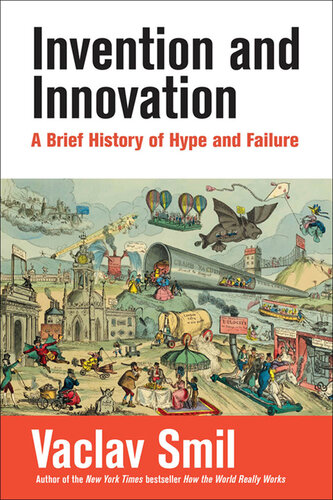 Invention and
Innovation
A Brief History of Hype and Failure
Vaclav Smil
Author of the New York Times bestseller How the World Really Works